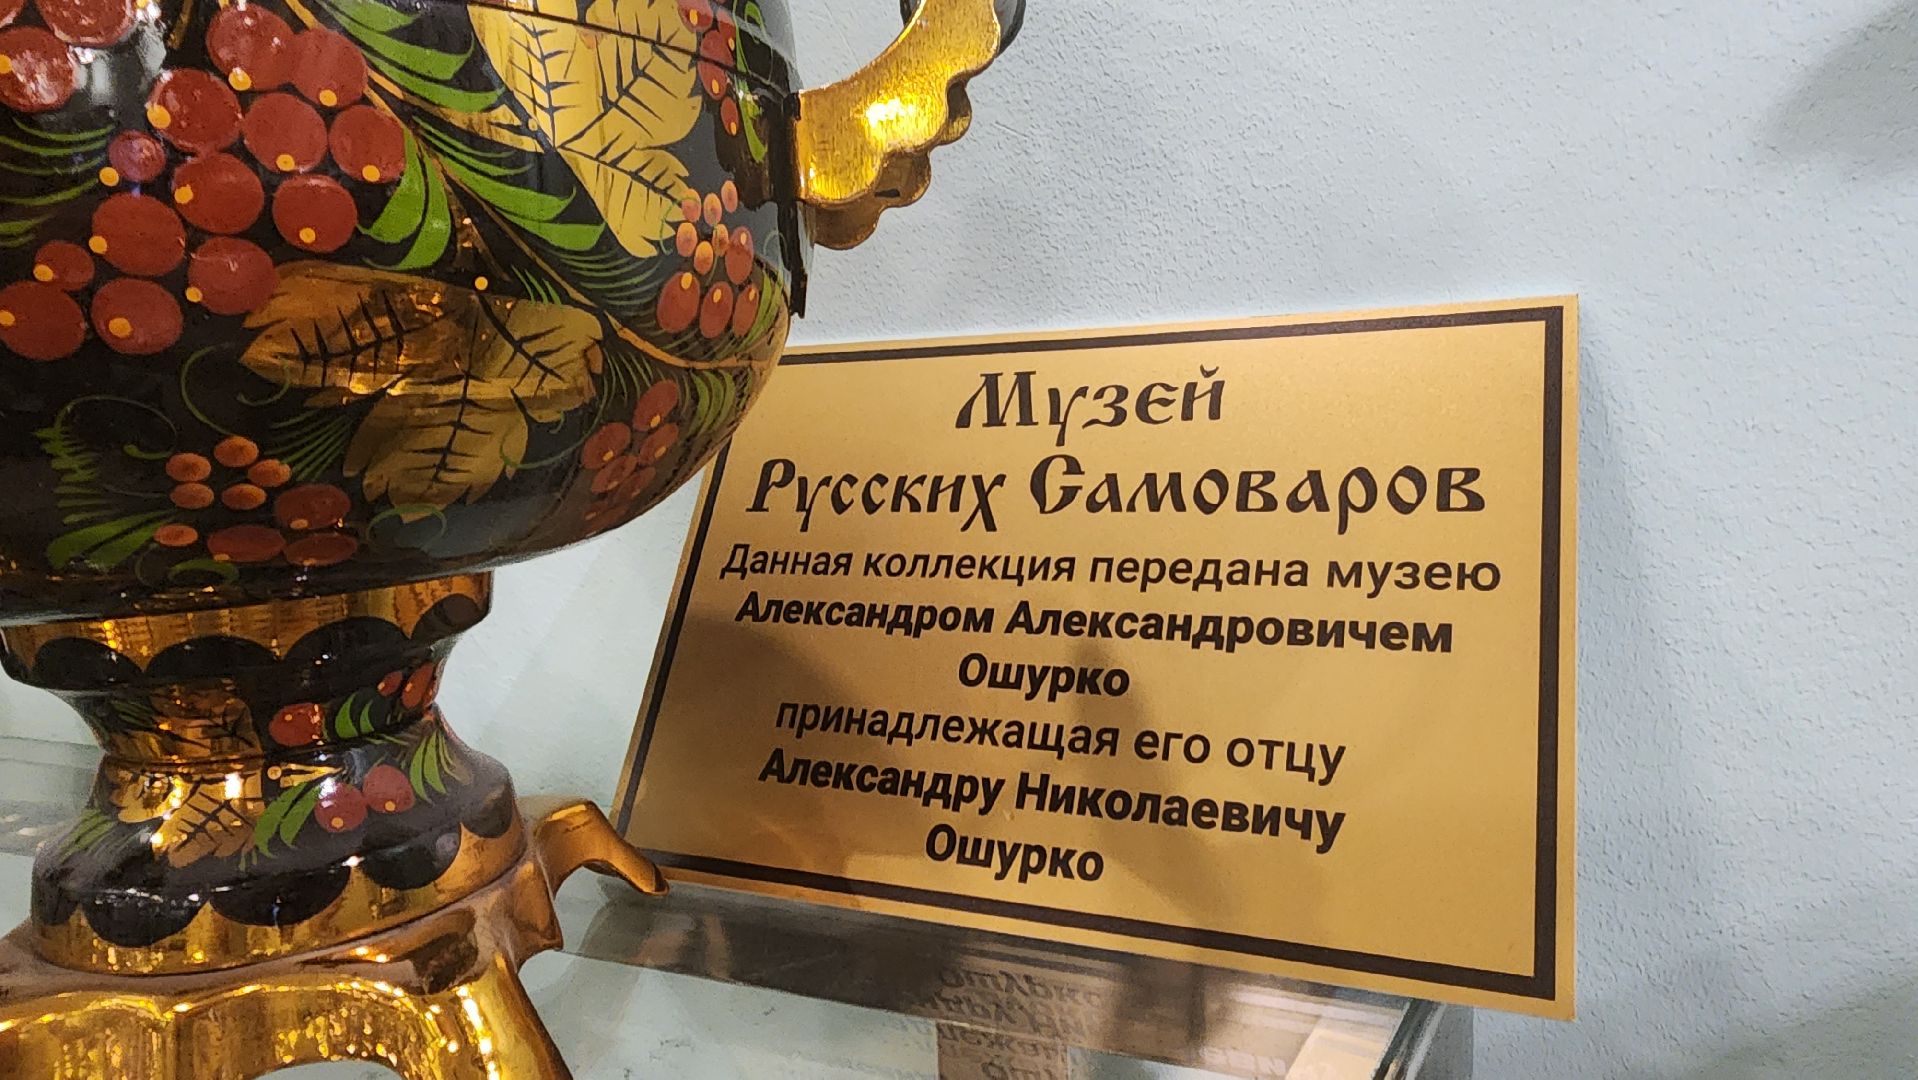 Музей
Русских Самоваров
Данная коллекция передана музею
Александром Александровичем
Ошурко
принадлежащая его отцу
Александру Николаевичу
Ошурко